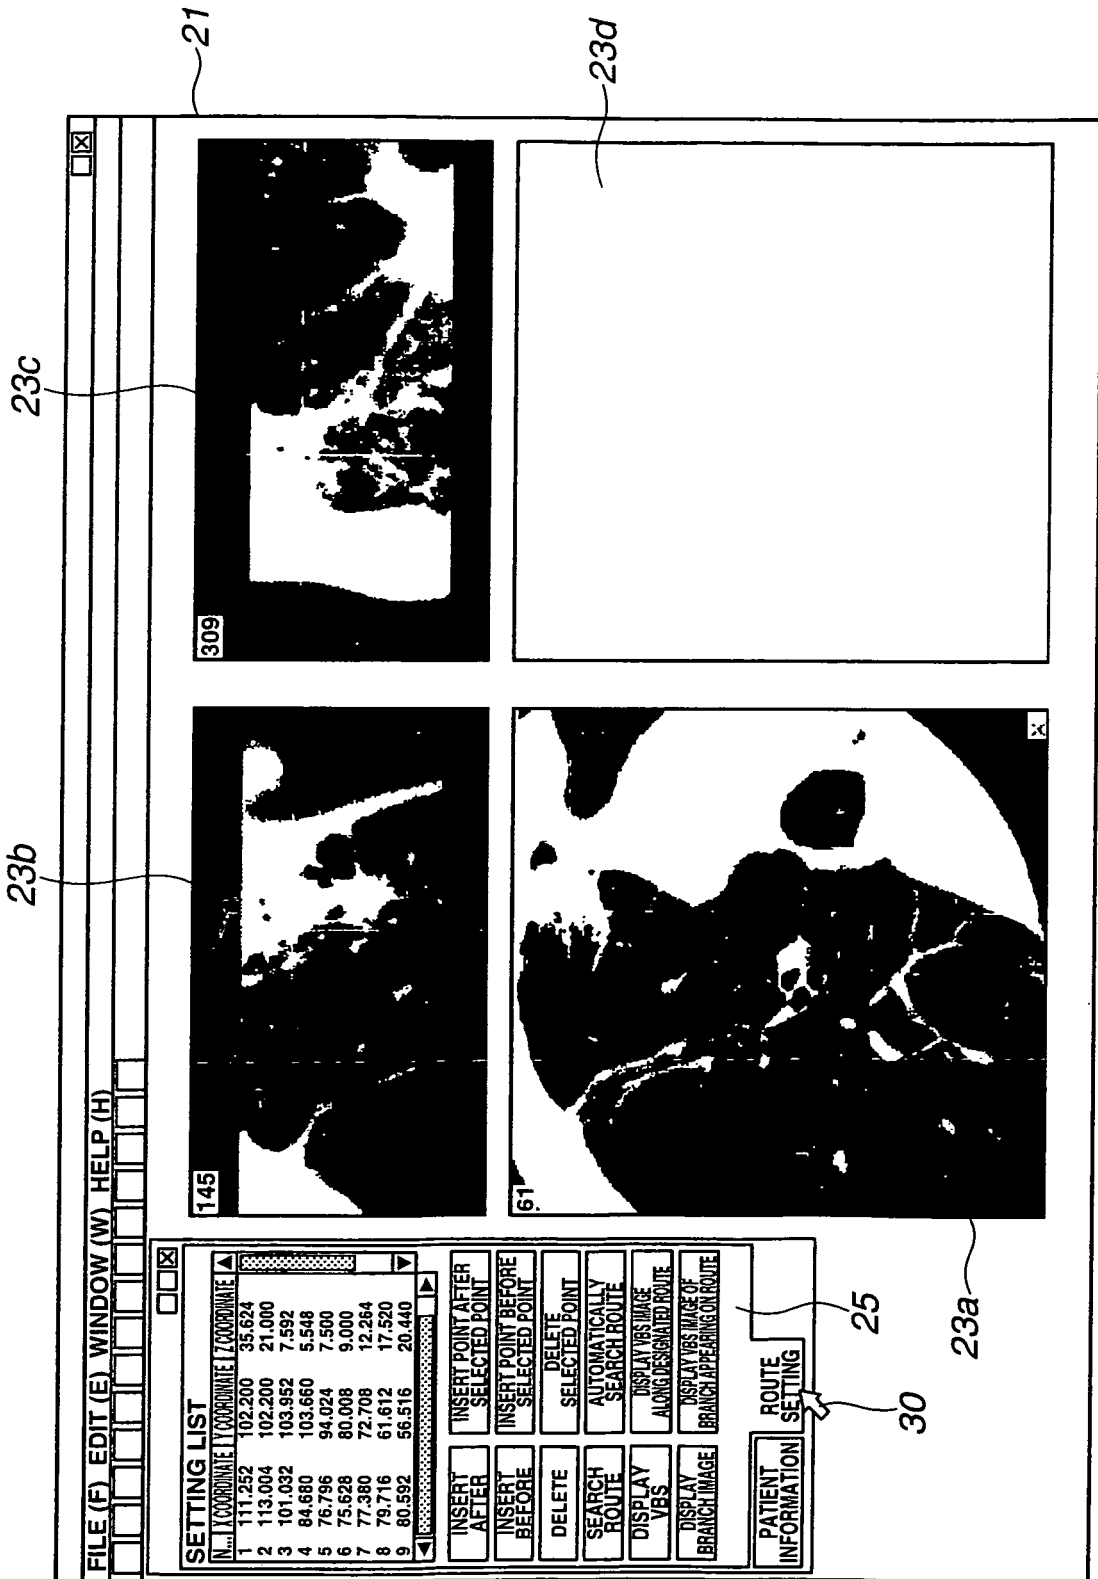 21
FILE (F) EDIT (E) WINDOW (W) HELP (H)
23b
23c
23d
SETTING LIST
N... X COORDINATE Y COORDINATE Z COORDINATE
1 111.252 102.200 35.624
2 113.004 102.200 21.000
3 101.032 103.952 7.592
4 84.680 103.660 5.548
5 76.796 94.024 7.500
6 75.628 80.008 9.000
7 77.380 72.708 12.264
8 79.716 61.612 17.520
9 80.592 56.516 20.440
INSERT AFTER
INSERT POINT AFTER SELECTED POINT
INSERT BEFORE
INSERT POINT BEFORE SELECTED POINT
DELETE
DELETE SELECTED POINT
SEARCH ROUTE
AUTOMATICALLY SEARCH ROUTE
DISPLAY VBS
DISPLAY VBS IMAGE ALONG DESIGNATED ROUTE
DISPLAY BRANCH IMAGE
DISPLAY VBS IMAGE OF BRANCH APPEARING ON ROUTE
PATIENT INFORMATION
ROUTE SETTING
145
309
61
30
25
23a